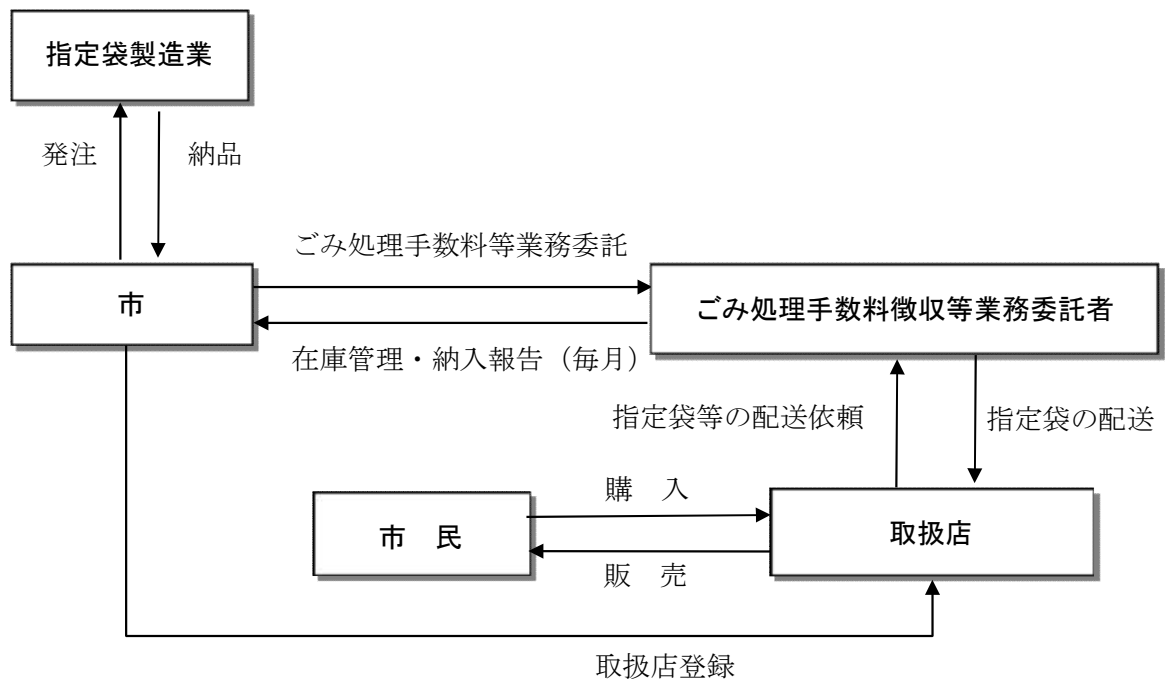 指定袋製造業
発注
納品
ごみ処理手数料等業務委託
市
ごみ処理手数料徴収等業務委託者
在庫管理・納入報告（毎月）
指定袋等の配送依頼
指定袋の配送
購　入
市　民
取扱店
販　売
取扱店登録